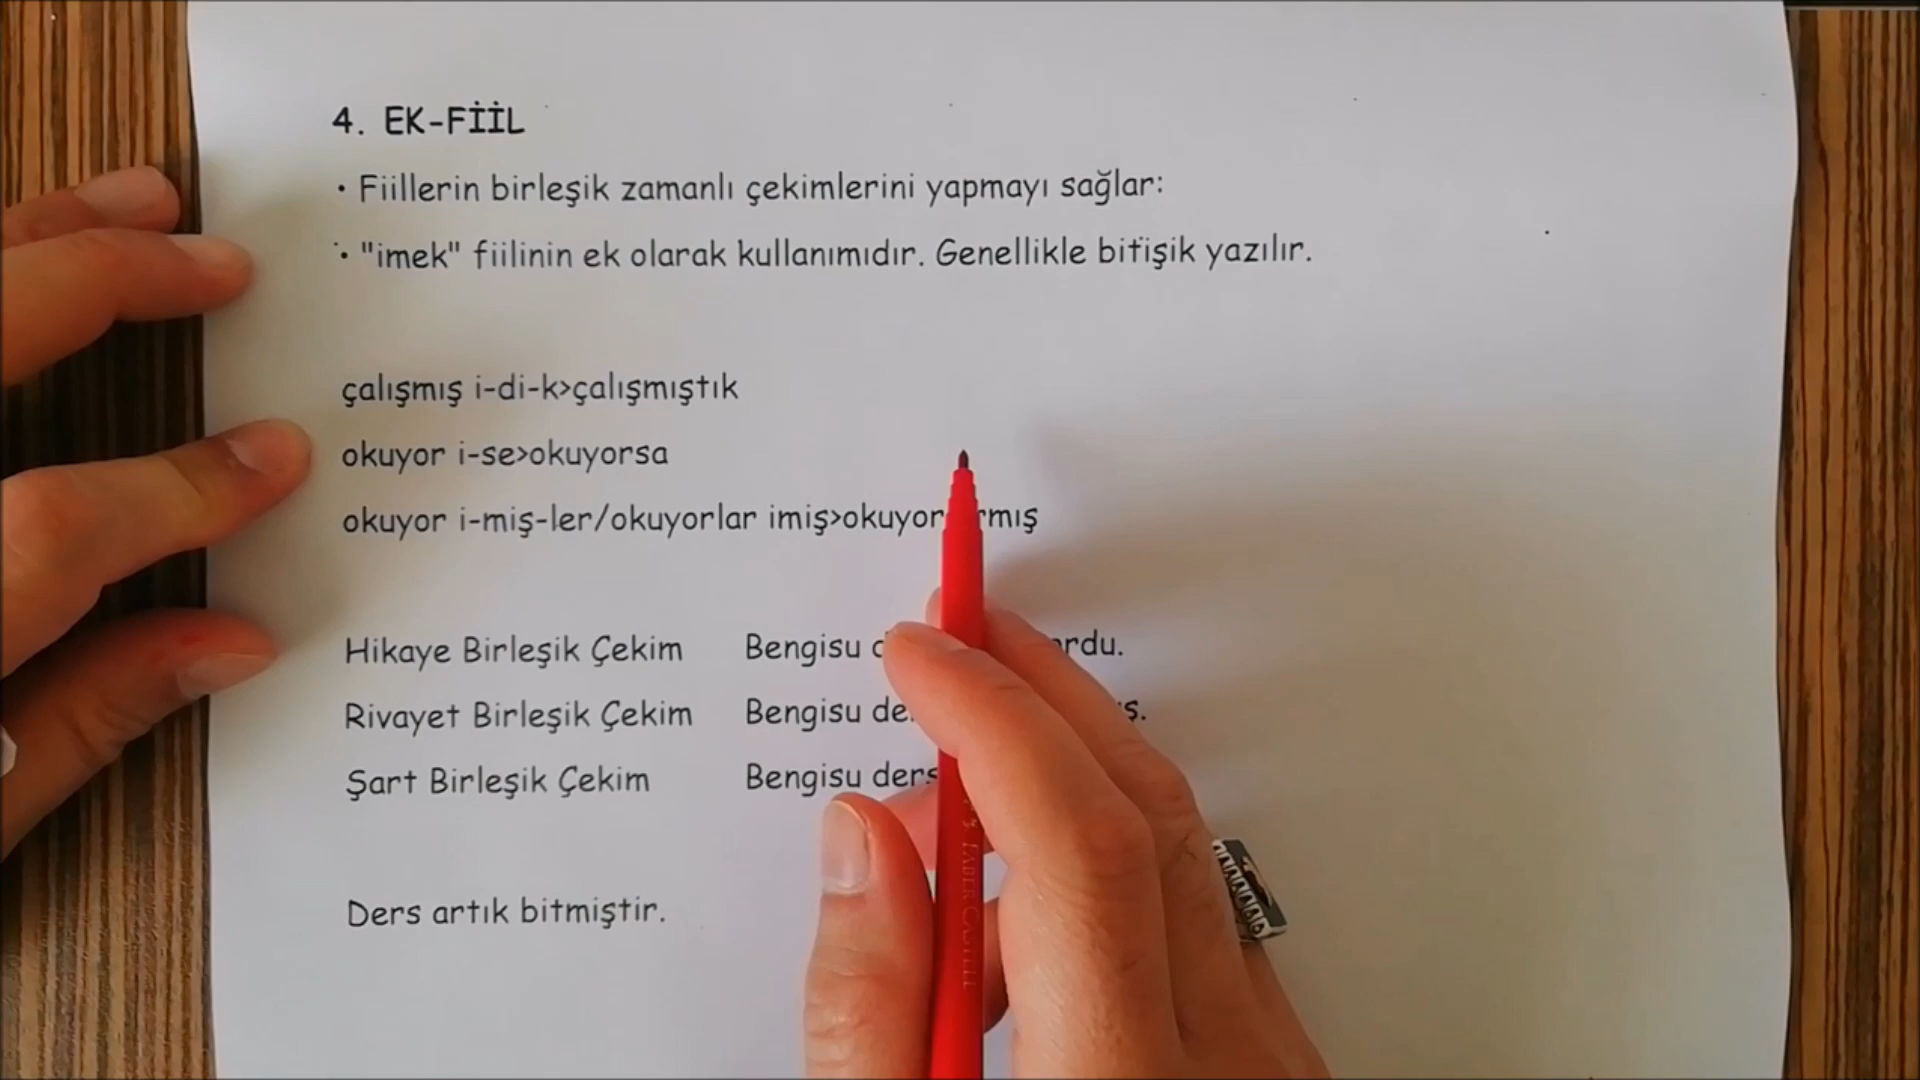 4. EK-FİİL
· Fiillerin birleşik zamanlı çekimlerini yapmayı sağlar:
· "imek" fiilinin ek olarak kullanımıdır. Genellikle bitişik yazılır.
çalışmış i-di-k>çalışmıştık
okuyor i-se>okuyorsa
okuyor i-miş-ler/okuyorlar imiş>
Hikaye Birleşik Çekim Bengisu
Rivayet Birleşik Çekim Bengisu
Şart Birleşik Çekim Bengisu
FABER CASTELL
Ders artık bitmiştir.